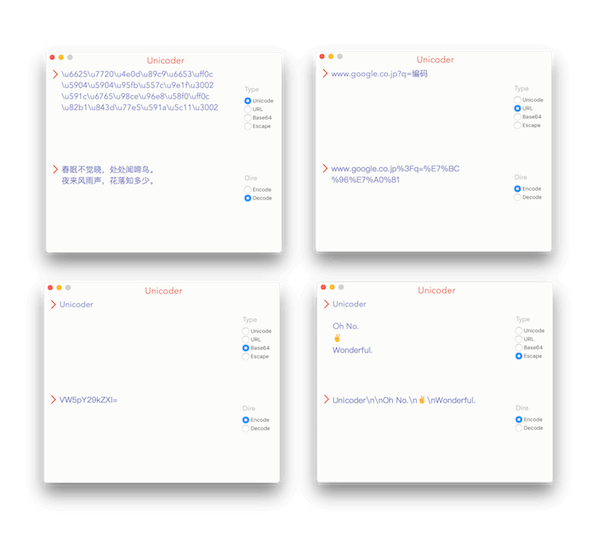 Unicoder
\u6625\u7720\u4e0d\u89c9\u6653\uff0c
\u5904\u5904\u95fb\u557c\u9e1f\u3002
\u591c\u6765\u98ce\u96e8\u58f0\uff0c
\u82b1\u843d\u77e5\u591a\u5c11\u3002
Type
Unicode
URL
Base64
Escape
春眠不觉晓，处处闻啼鸟。
夜来风雨声，花落知多少。
Dire
Encode
Decode
Unicoder
www.google.co.jp?q=编码
Type
Unicode
URL
Base64
Escape
www.google.co.jp%3Fq=%E7%BC
%96%E7%A0%81
Dire
Encode
Decode
Unicoder
Unicoder
Type
Unicode
URL
Base64
Escape
VW5pY29kZXI=
Dire
Encode
Decode
Unicoder
Unicoder
Oh No.
✌
Wonderful.
Type
Unicode
URL
Base64
Escape
Unicoder\n\nOh No.\n✌\nWonderful.
Dire
Encode
Decode